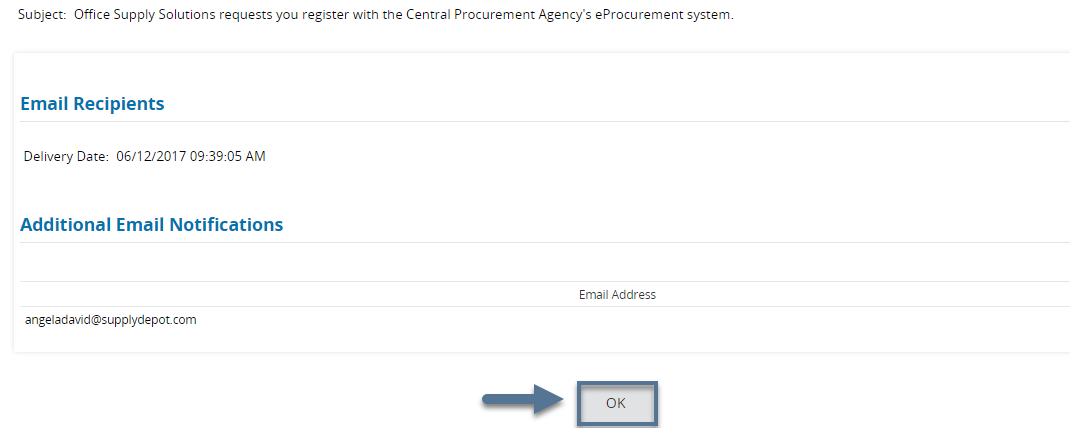 Subject: Office Supply Solutions requests you register with the Central Procurement Agency's eProcurement system.
Email Recipients
Delivery Date: 06/12/2017 09:39:05 AM
Additional Email Notifications
Email Address
angeladavid@supplydepot.com
OK